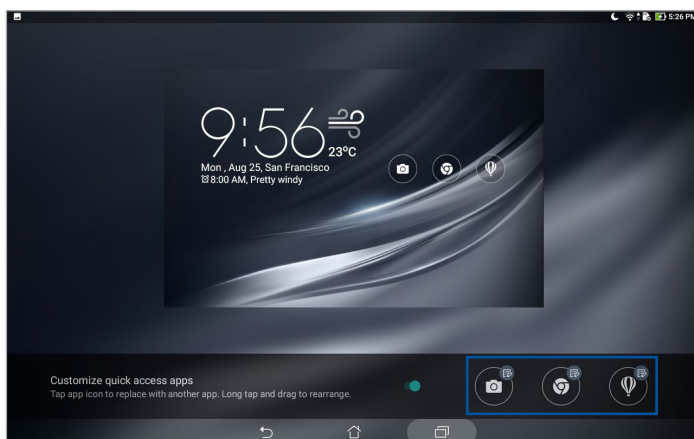 5:26 PM
9:56
23°C
Mon , Aug 25, San Francisco
8:00 AM, Pretty windy
Customize quick access apps
Tap app icon to replace with another app. Long tap and drag to rearrange.